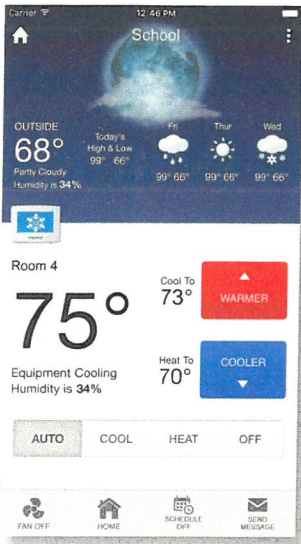 Carrier 12:46 PM
School
OUTSIDE
68°
Partly Cloudy
Humidity is 34%
Today's
High & Low
99° 66°
Fri
99° 66°
Thur
99° 66°
Wed
99° 66°
Room 4
75°
Equipment Cooling
Humidity is 34%
Cool To
73°
WARMER
Heat To
70°
COOLER
AUTO COOL HEAT OFF
FAN OFF
HOME
SCHEDULE
OFF
SEND
MESSAGE